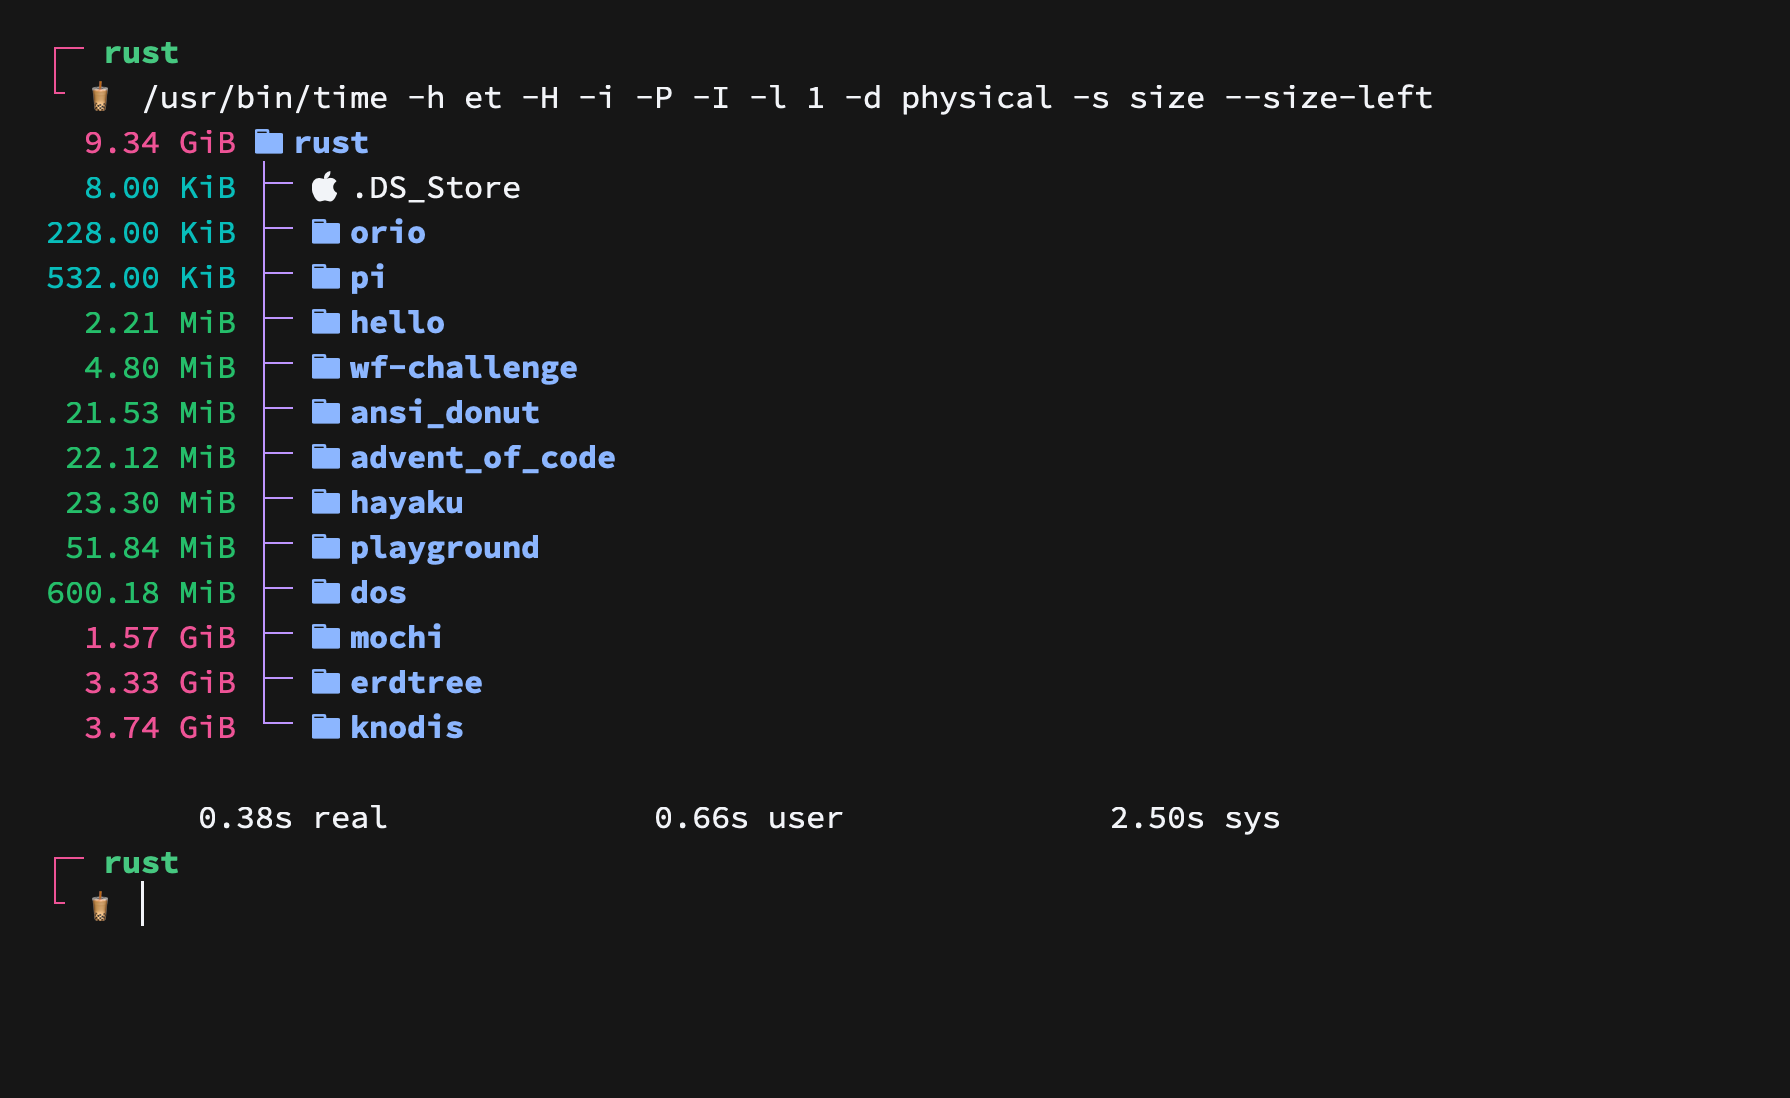 rust
/usr/bin/time -h et -H -i -P -I -l 1 -d physical -s size --size-left
9.34 GiB rust
8.00 KiB .DS_Store
228.00 KiB orio
532.00 KiB pi
2.21 MiB hello
4.80 MiB wf-challenge
21.53 MiB ansi_donut
22.12 MiB advent_of_code
23.30 MiB hayaku
51.84 MiB playground
600.18 MiB dos
1.57 GiB mochi
3.33 GiB erdtree
3.74 GiB knodis
0.38s real 0.66s user 2.50s sys
rust